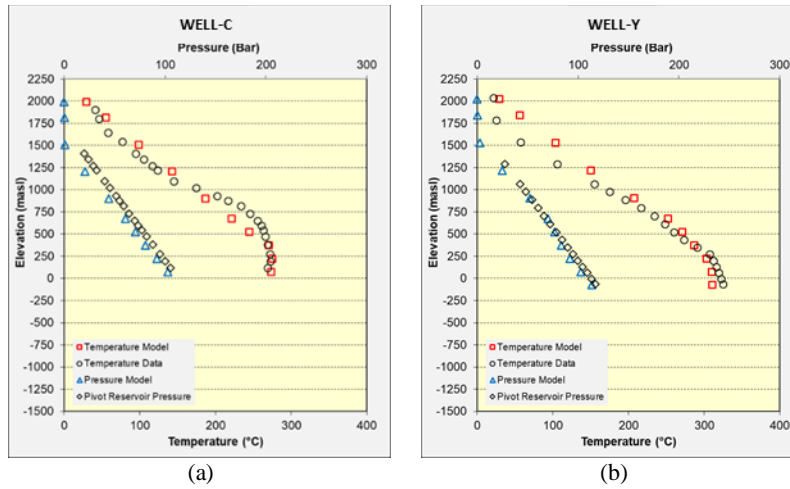 WELL-C
Pressure (Bar)
0 100 200 300
2250
2000
1750
1500
1250
1000
750
500
250
0
-250
-500
-750
-1000
-1250
-1500
Elevation (masl)
Temperature Model
Temperature Data
Pressure Model
Pivot Reservoir Pressure
0 100 200 300 400
Temperature (°C)
(a)
WELL-Y
Pressure (Bar)
0 100 200 300
2250
2000
1750
1500
1250
1000
750
500
250
0
-250
-500
-750
-1000
-1250
-1500
Elevation (masl)
Temperature Model
Temperature Data
Pressure Model
Pivot Reservoir Pressure
0 100 200 300 400
Temperature (°C)
(b)